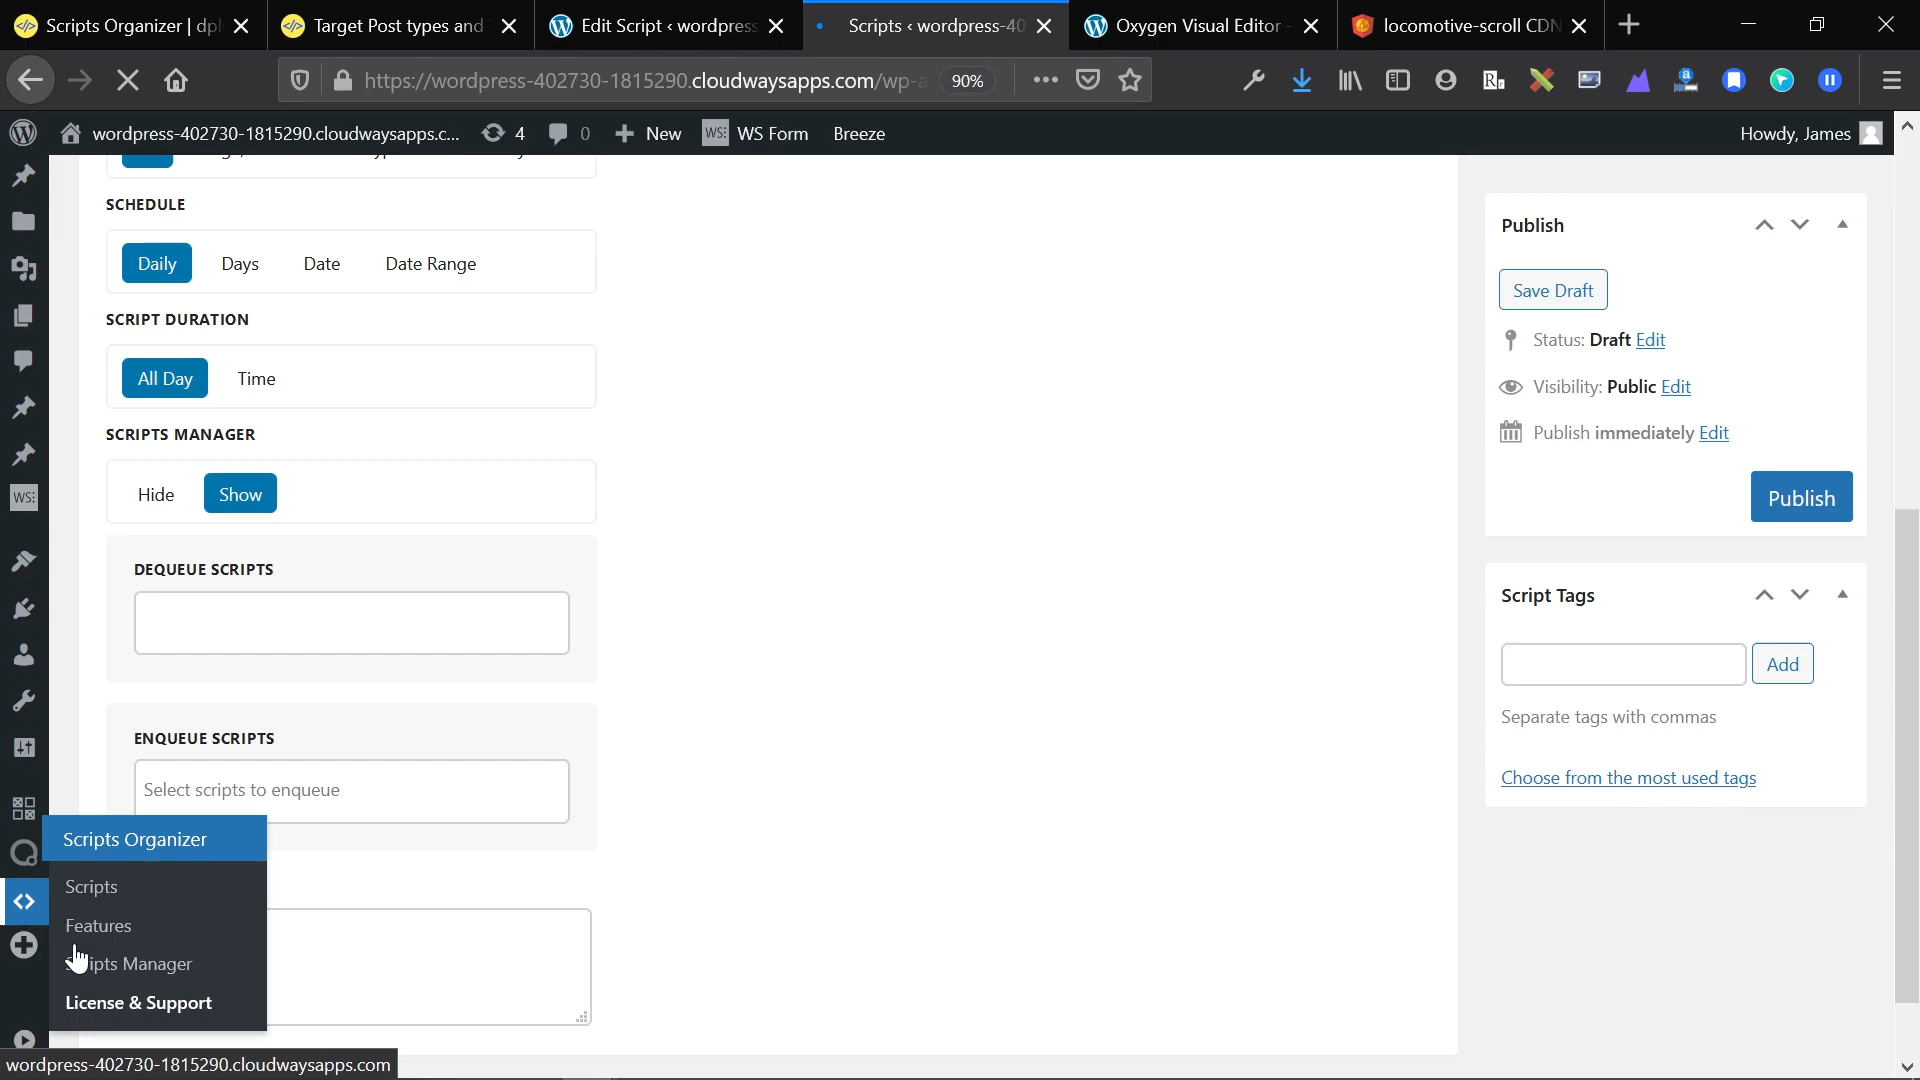 Scripts Organizer | dpl
Target Post types and
Edit Script ‹ wordpress
Scripts ‹ wordpress-40
Oxygen Visual Editor -
locomotive-scroll CDN
https://wordpress-402730-1815290.cloudwaysapps.com/wp-a
90%
wordpress-402730-1815290.cloudwaysapps.c...
4
0
New
WS Form
Breeze
Howdy, James
SCHEDULE
Daily
Days
Date
Date Range
SCRIPT DURATION
All Day
Time
SCRIPTS MANAGER
Hide
Show
DEQUEUE SCRIPTS
ENQUEUE SCRIPTS
Select scripts to enqueue
Scripts Organizer
Scripts
Features
Scripts Manager
License & Support
wordpress-402730-1815290.cloudwaysapps.com
Publish
Save Draft
Status: Draft Edit
Visibility: Public Edit
Publish immediately Edit
Publish
Script Tags
Add
Separate tags with commas
Choose from the most used tags